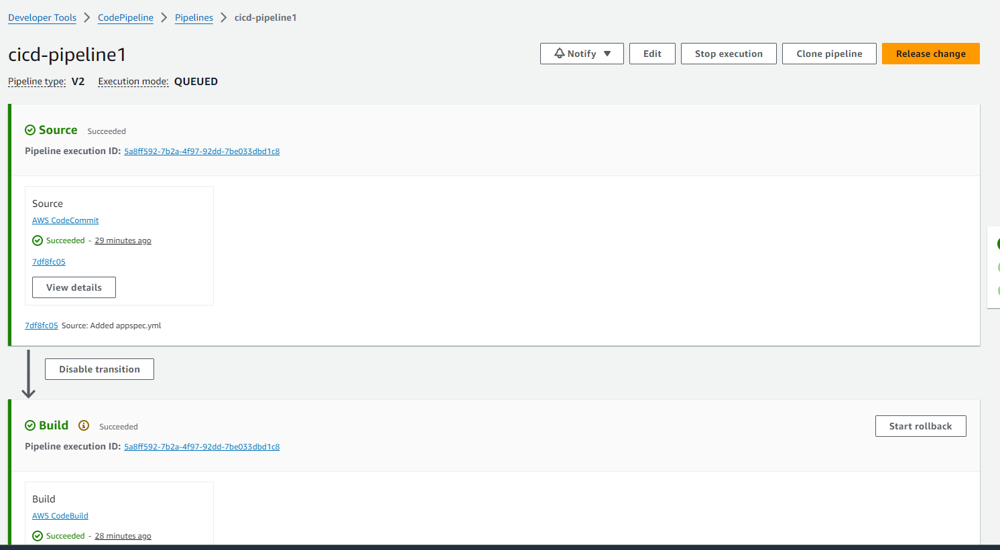 Developer Tools > CodePipeline > Pipelines > cicd-pipeline1
cicd-pipeline1
Notify ▼ Edit Stop execution Clone pipeline Release change
Pipeline type: V2 Execution mode: QUEUED
Source Succeeded
Pipeline execution ID: 5a8ff592-7b2a-4f97-92dd-7be033dbd1c8
Source
AWS CodeCommit
Succeeded - 29 minutes ago
7df8fc05
View details
7df8fc05 Source: Added appspec.yml
Disable transition
Build Succeeded
Start rollback
Pipeline execution ID: 5a8ff592-7b2a-4f97-92dd-7be033dbd1c8
Build
AWS CodeBuild
Succeeded - 28 minutes ago